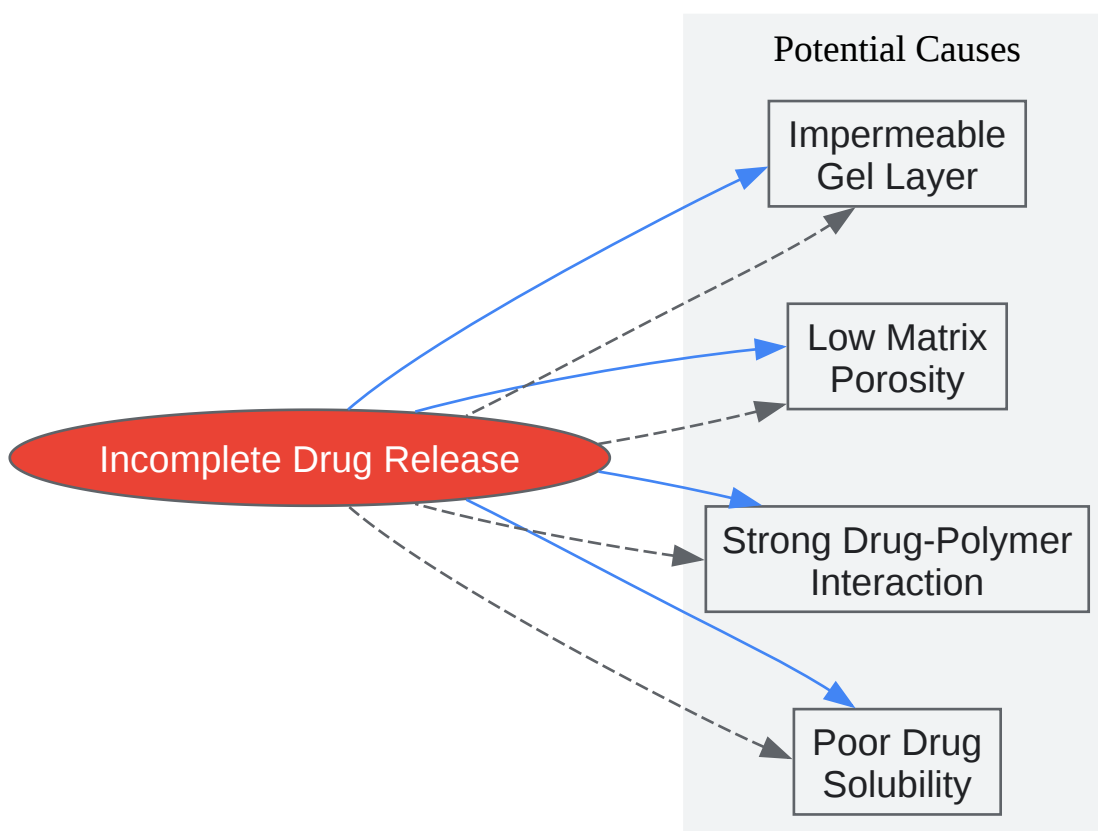 Potential Causes
Impermeable
Gel Layer
Low Matrix
Porosity
Incomplete Drug Release
Strong Drug-Polymer
Interaction
Poor Drug
Solubility